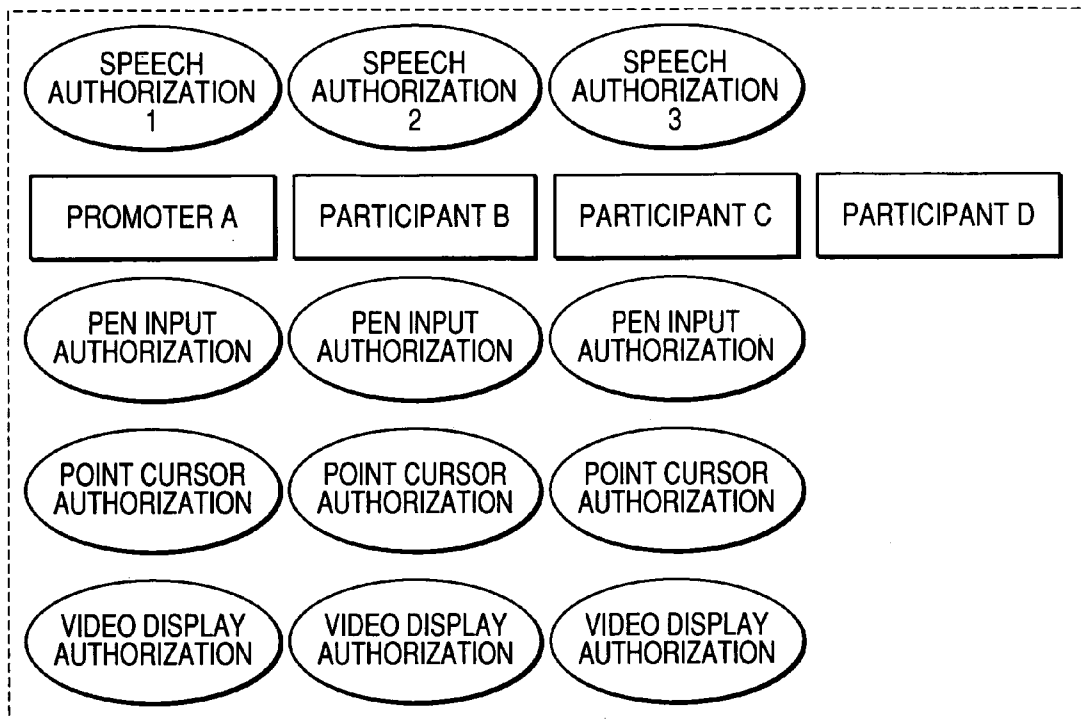 SPEECH
AUTHORIZATION
1
SPEECH
AUTHORIZATION
2
SPEECH
AUTHORIZATION
3
PROMOTER A
PARTICIPANT B
PARTICIPANT C
PARTICIPANT D
PEN INPUT
AUTHORIZATION
PEN INPUT
AUTHORIZATION
PEN INPUT
AUTHORIZATION
POINT CURSOR
AUTHORIZATION
POINT CURSOR
AUTHORIZATION
POINT CURSOR
AUTHORIZATION
VIDEO DISPLAY
AUTHORIZATION
VIDEO DISPLAY
AUTHORIZATION
VIDEO DISPLAY
AUTHORIZATION